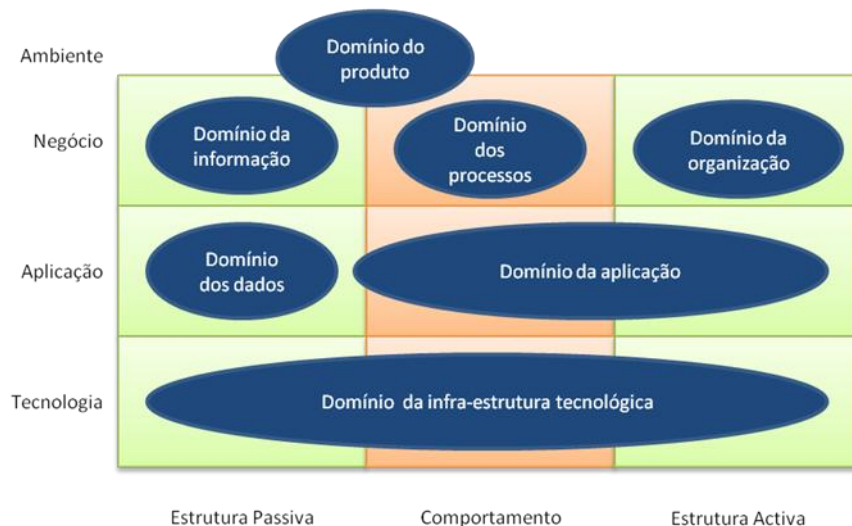 Ambiente
Domínio do
produto
Negócio
Domínio da
informação
Domínio
dos
processos
Domínio da
organização
Aplicação
Domínio
dos dados
Domínio da aplicação
Tecnologia
Domínio da infra-estrutura tecnológica
Estrutura Passiva
Comportamento
Estrutura Activa